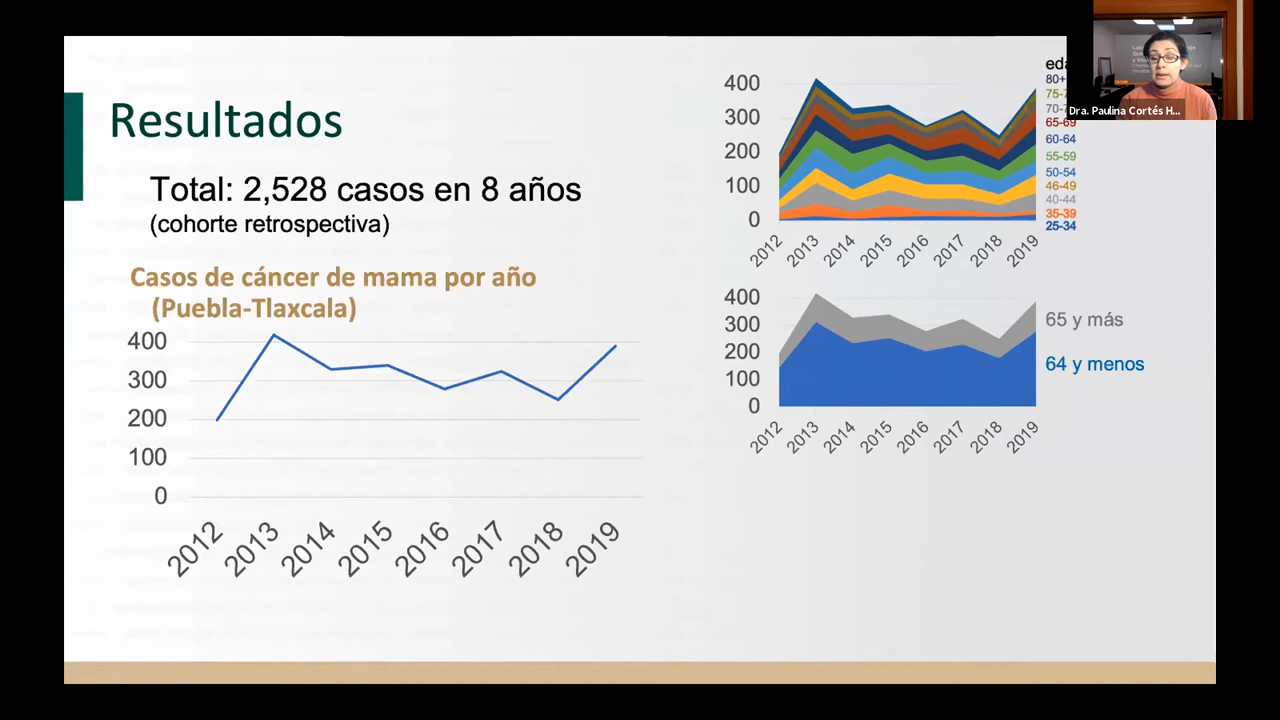 Resultados
Total: 2,528 casos en 8 años
(cohorte retrospectiva)
Casos de cáncer de mama por año
(Puebla-Tlaxcala)
400
300
200
100
0
2012 2013 2014 2015 2016 2017 2018 2019
400
300
200
100
0
2012 2013 2014 2015 2016 2017 2018 2019
80+
65-69
60-64
55-59
50-54
46-49
40-44
35-39
25-34
400
300
200
100
0
2012 2013 2014 2015 2016 2017 2018 2019
65 y más
64 y menos
Dra. Paulina Cortés H...